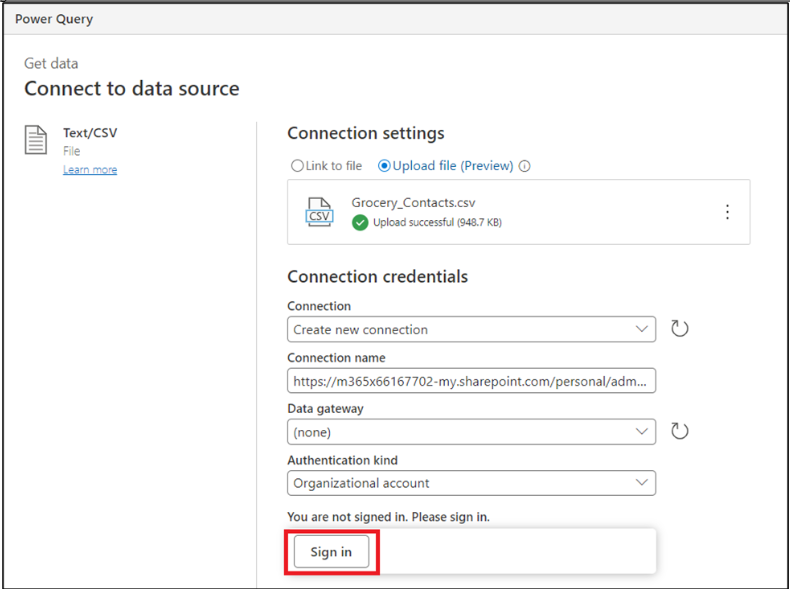 Power Query
Get data
Connect to data source
Text/CSV
File
Learn more
Connection settings
Link to file Upload file (Preview)
CSV
Grocery_Contacts.csv
Upload successful (948.7 KB)
Connection credentials
Connection
Create new connection
Connection name
https://m365x66167702-my.sharepoint.com/personal/adm...
Data gateway
(none)
Authentication kind
Organizational account
You are not signed in. Please sign in.
Sign in